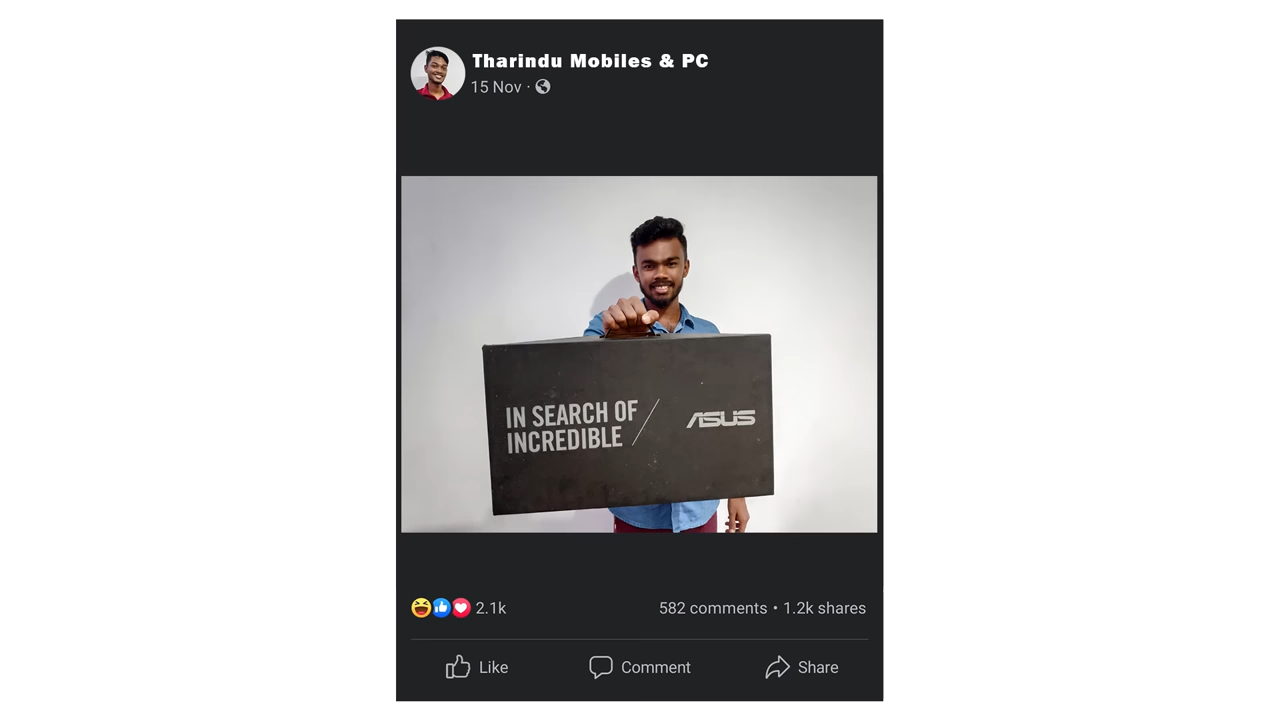 Tharindu Mobiles & PC
15 Nov ·
IN SEARCH OF
INCREDIBLE
ASUS
2.1k
582 comments • 1.2k shares
Like
Comment
Share